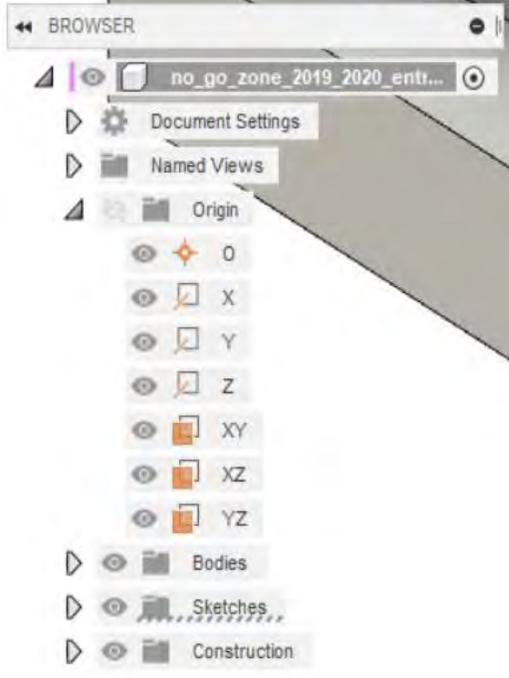 BROWSER
no_go_zone_2019_2020_entr...
Document Settings
Named Views
Origin
O
X
Y
Z
XY
XZ
YZ
Bodies
Sketches
Construction